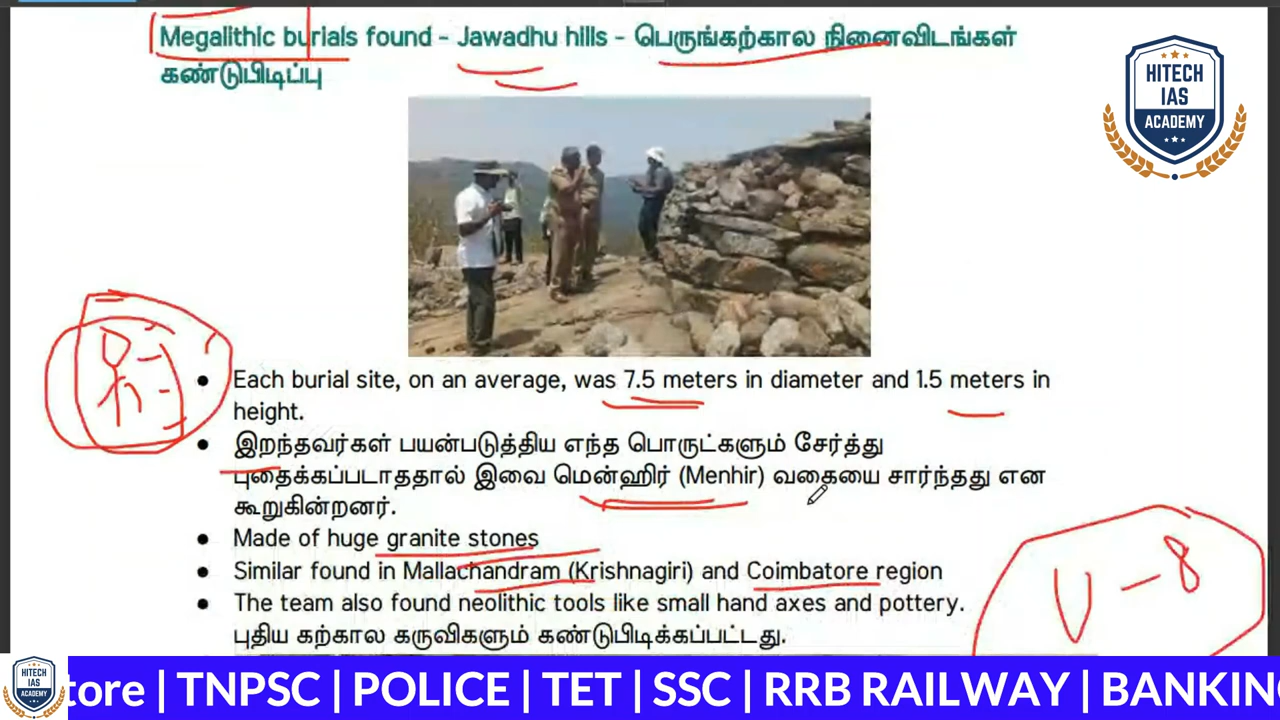 Megalithic burials found - Jawadhu hills - பெருங்கற்கால நினைவிடங்கள்
கண்டுபிடிப்பு
HITECH
IAS
ACADEMY
Each burial site, on an average, was 7.5 meters in diameter and 1.5 meters in
height.
இறந்தவர்கள் பயன்படுத்திய எந்த பொருட்களும் சேர்த்து
புதைக்கப்படாததால் இவை மென்ஹிர் (Menhir) வகையை சார்ந்தது என
கூறுகின்றனர்.
Made of huge granite stones
Similar found in Mallachandram (Krishnagiri) and Coimbatore region
The team also found neolithic tools like small hand axes and pottery.
புதிய கற்கால கருவிகளும் கண்டுபிடிக்கப்பட்டது.
U - 8
HITECH
IAS
ACADEMY
tore | TNPSC | POLICE | TET | SSC | RRB RAILWAY | BANKING